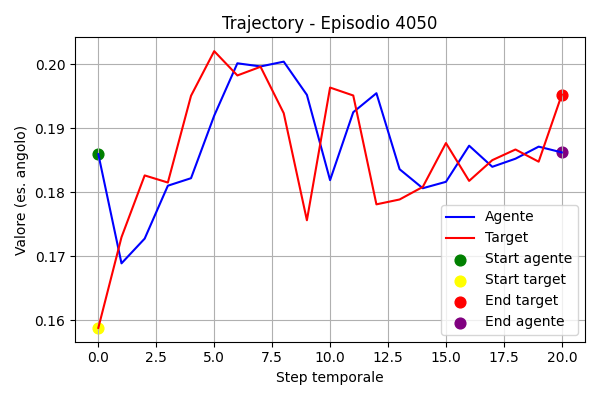 Trajectory - Episodio 4050
Valore (es. angolo)
0.20
0.19
0.18
0.17
0.16
Agente
Target
Start agente
Start target
End target
End agente
0.0 2.5 5.0 7.5 10.0 12.5 15.0 17.5 20.0
Step temporale